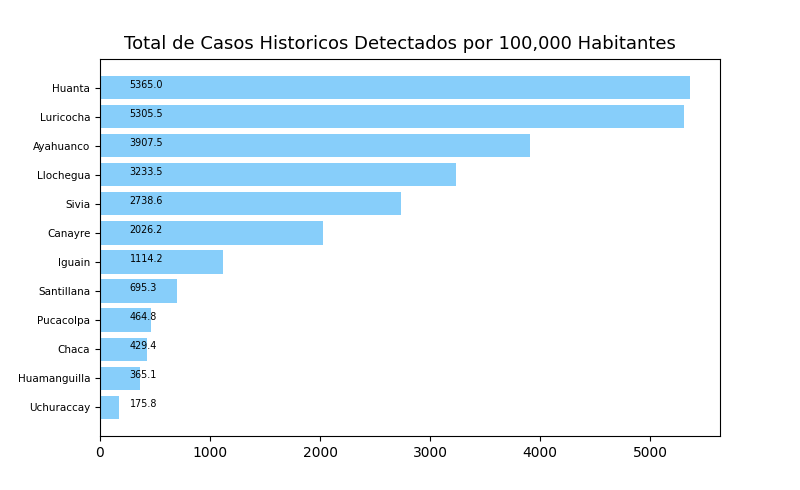 Total de Casos Historicos Detectados por 100,000 Habitantes
Huanta 5365.0
Luricocha 5305.5
Ayahuanco 3907.5
Llochegua 3233.5
Sivia 2738.6
Canayre 2026.2
Iguain 1114.2
Santillana 695.3
Pucacolpa 464.8
Chaca 429.4
Huamanguilla 365.1
Uchuraccay 175.8
0 1000 2000 3000 4000 5000